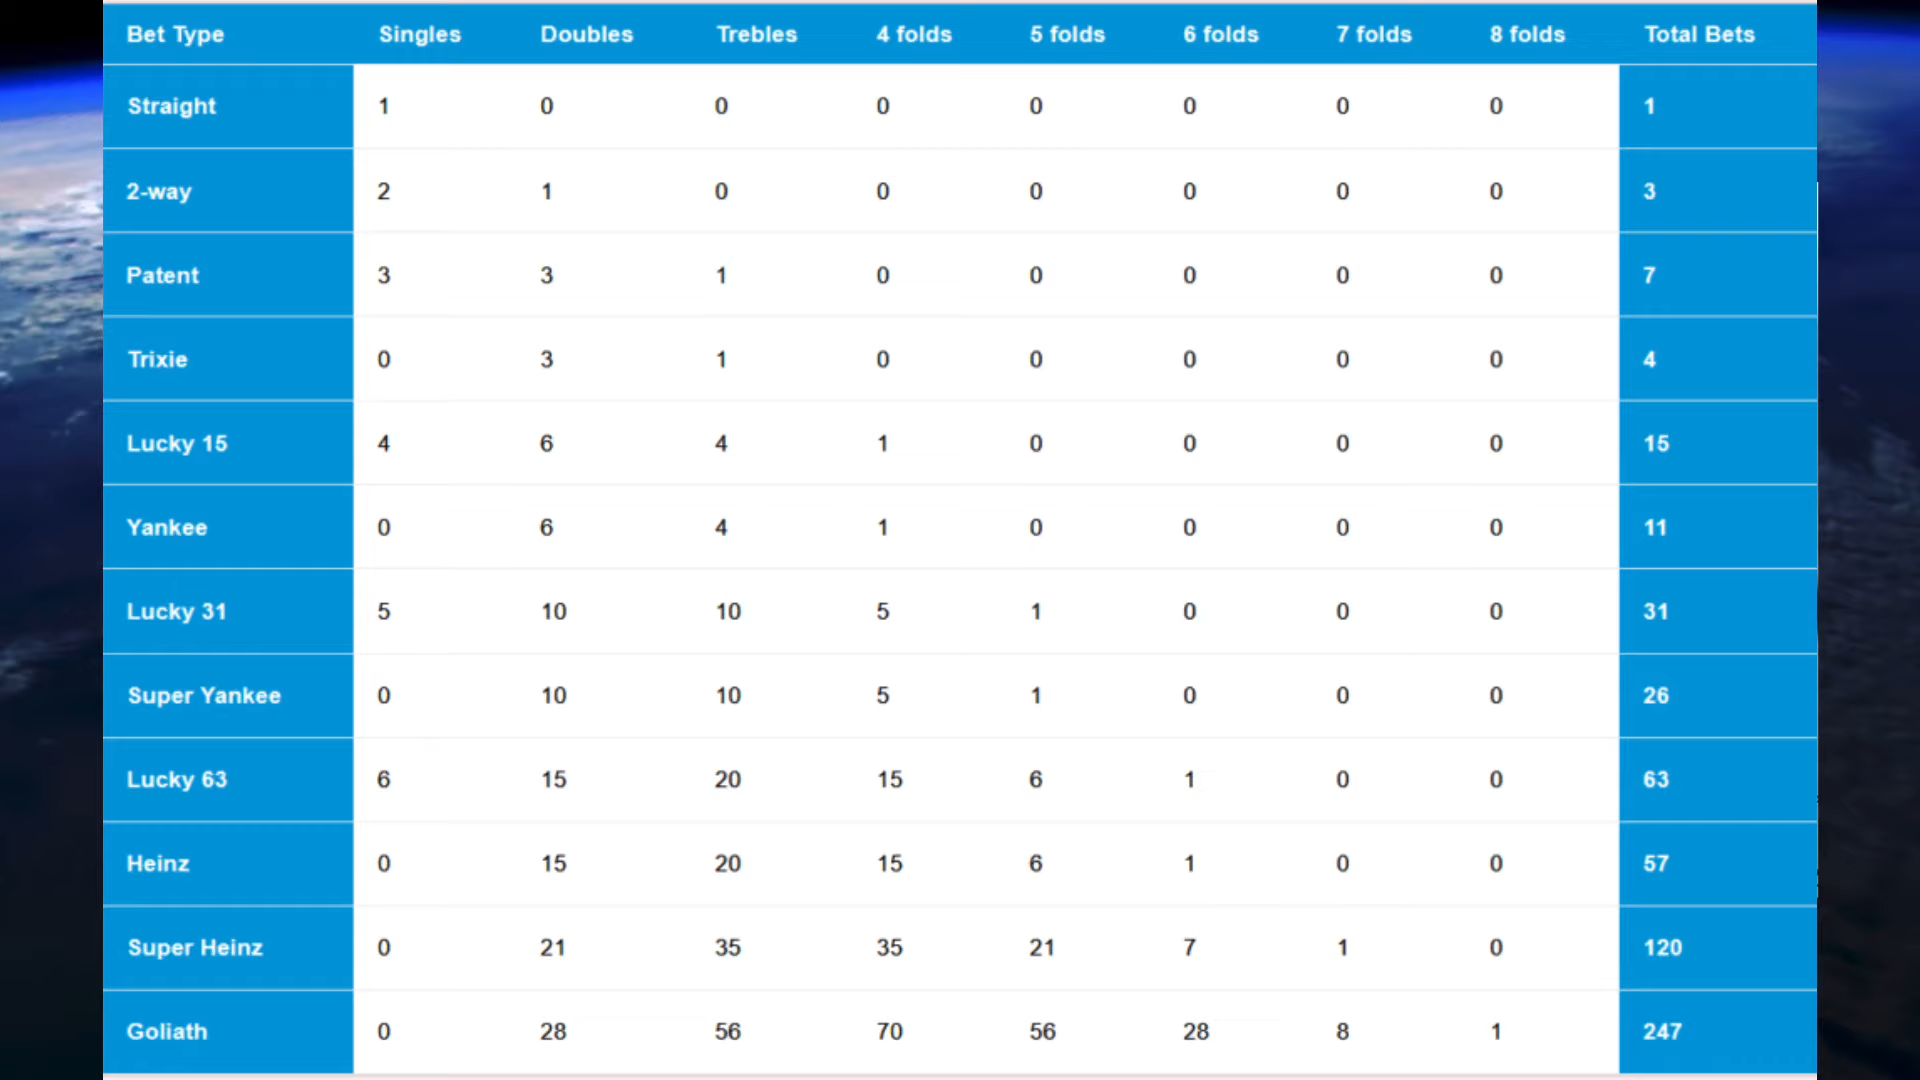 Bet Type Singles Doubles Trebles 4 folds 5 folds 6 folds 7 folds 8 folds Total Bets
Straight 1 0 0 0 0 0 0 0 1
2-way 2 1 0 0 0 0 0 0 3
Patent 3 3 1 0 0 0 0 0 7
Trixie 0 3 1 0 0 0 0 0 4
Lucky 15 4 6 4 1 0 0 0 0 15
Yankee 0 6 4 1 0 0 0 0 11
Lucky 31 5 10 10 5 1 0 0 0 31
Super Yankee 0 10 10 5 1 0 0 0 26
Lucky 63 6 15 20 15 6 1 0 0 63
Heinz 0 15 20 15 6 1 0 0 57
Super Heinz 0 21 35 35 21 7 1 0 120
Goliath 0 28 56 70 56 28 8 1 247